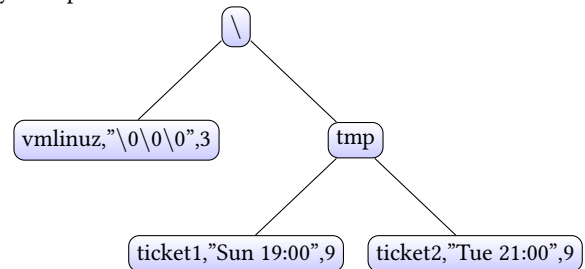 \
vmlinuz,”\0\0\0”,3
tmp
ticket1,”Sun 19:00”,9
ticket2,”Tue 21:00”,9